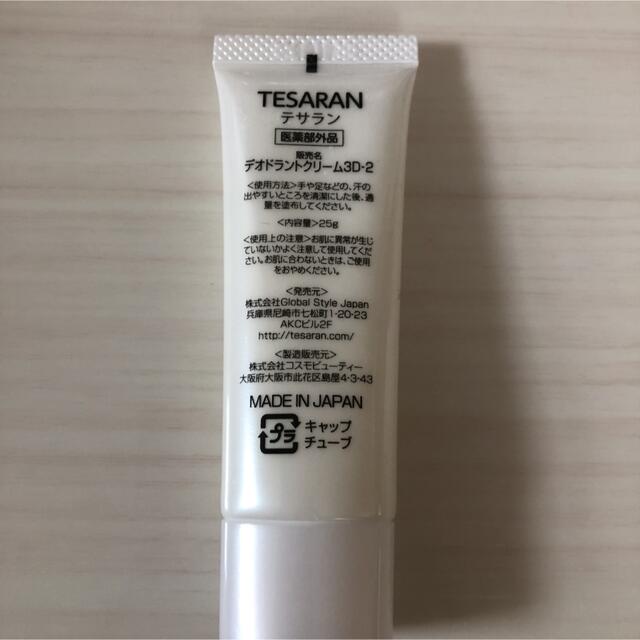 TESARAN
テサラン
医薬部外品
販売名
デオドラントクリーム3D-2
<使用方法>手や足などの、汗の
出やすいところを清潔にした後、適
量を塗布してください。
<内容量>25g
<使用上の注意>お肌に異常が生じ
ていないかよく注意して使用してくだ
さい。お肌に合わないときは、ご使用
をおやめください。
<発売元>
株式会社Global Style Japan
兵庫県尼崎市七松町1-20-23
AKCビル2F
http://tesaran.com/
<製造販売元>
株式会社コスモビューティー
大阪府大阪市此花区島屋4-3-43
MADE IN JAPAN
プラ
キャップ
チューブ